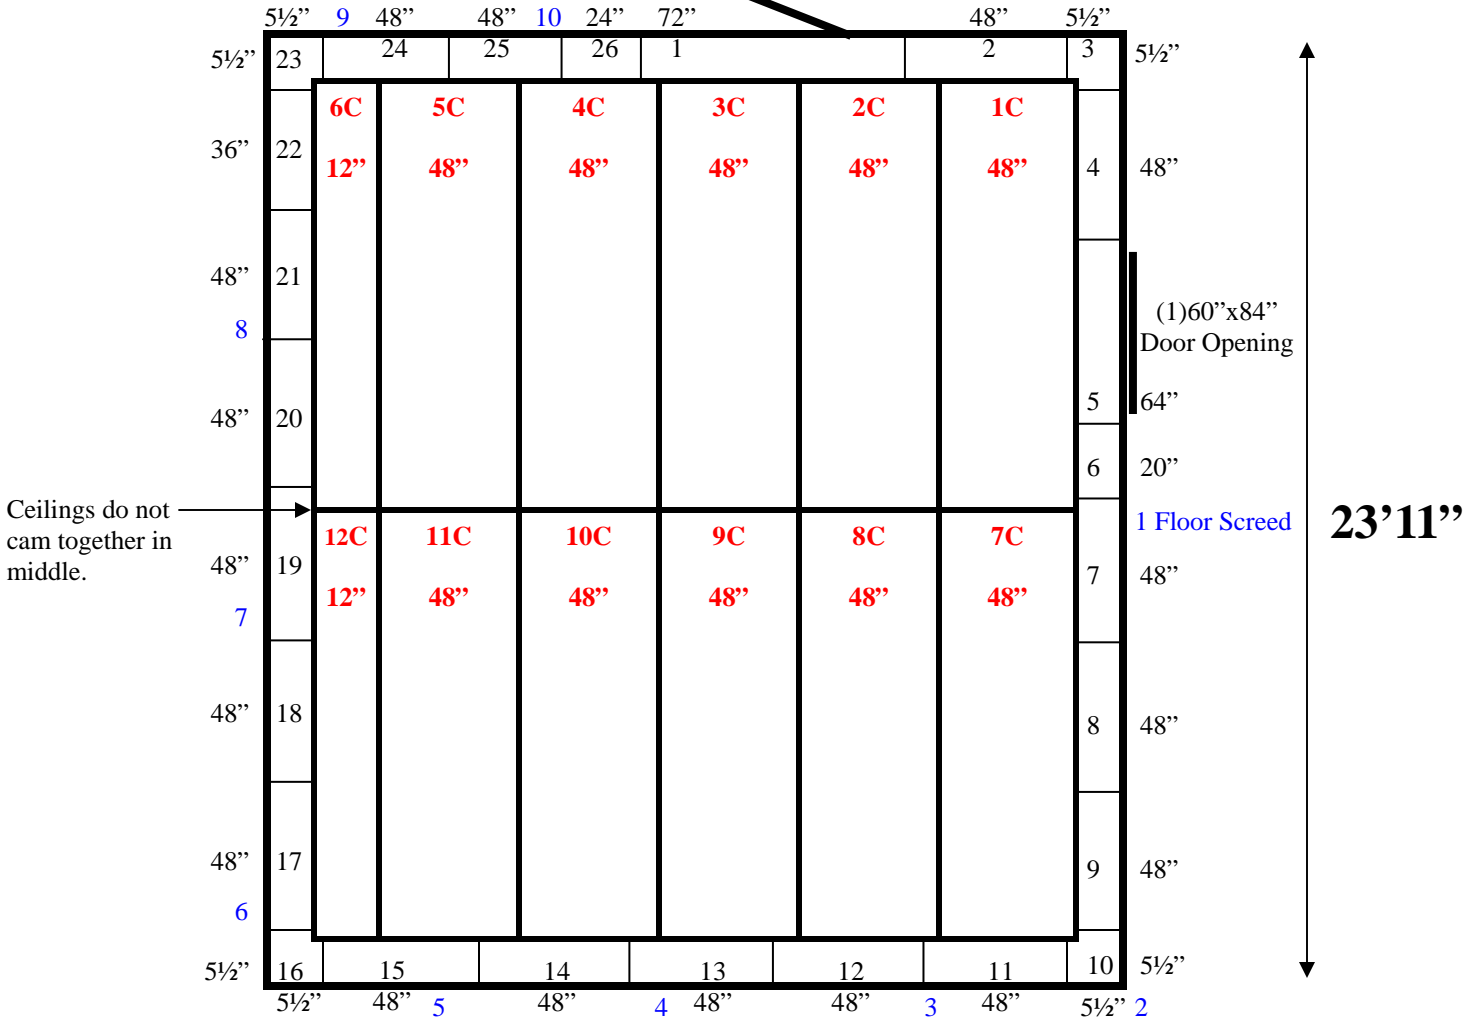 5½” 9 48” 48” 10 24” 72” 48” 5½”
5½” 23 24 25 26 1 2 3 5½”
6C 5C 4C 3C 2C 1C
36” 22 12” 48” 48” 48” 48” 48” 4 48”
48” 21
8
(1)60”x84”
Door Opening
48” 20 5 64”
6 20”
Ceilings do not
cam together in
middle.
1 Floor Screed 23’11”
12C 11C 10C 9C 8C 7C
48” 19 7 48”
12” 48” 48” 48” 48” 48”
7
48” 18 8 48”
48” 17 9 48”
6
5½” 16 15 14 13 12 11 10 5½”
5½” 48” 5 48” 4 48” 48” 3 48” 5½” 2